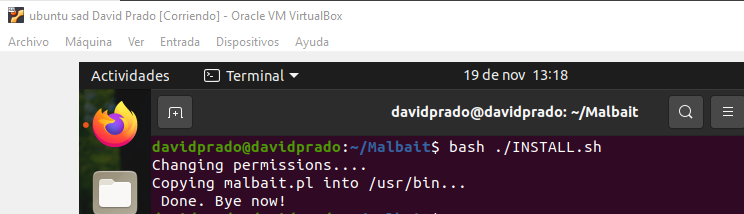 ubuntu sad David Prado [Corriendo] - Oracle VM VirtualBox
Archivo Máquina Ver Entrada Dispositivos Ayuda
Actividades Terminal 19 de nov 13:18
davidprado@davidprado: ~/Malbait
davidprado@davidprado:~/Malbait$ bash ./INSTALL.sh
Changing permissions....
Copying malbait.pl into /usr/bin...
Done. Bye now!